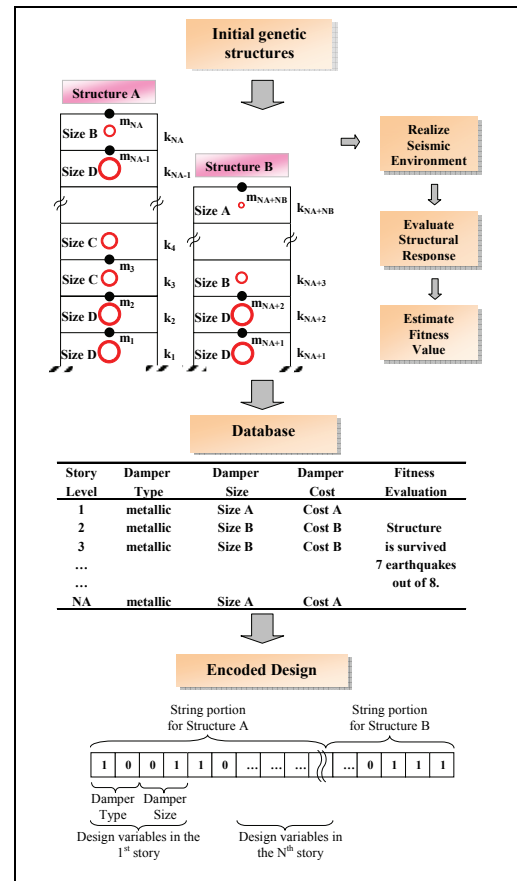 Initial genetic
structures
Structure A
m_NA
Size B
k_NA
m_NA-1
Size D
k_NA-1
Size C
k_4
m_3
Size C
k_3
m_2
Size D
k_2
m_1
Size D
k_1
Structure B
m_NA+NB
Size A
k_NA+NB
Size B
k_NA+3
m_NA+2
Size D
k_NA+2
m_NA+1
Size D
k_NA+1
Realize
Seismic
Environment
Evaluate
Structural
Response
Estimate
Fitness
Value
Database
Story Damper Damper Damper Fitness
Level Type Size Cost Evaluation
1 metallic Size A Cost A
2 metallic Size B Cost B Structure
3 metallic Size B Cost B is survived
... 7 earthquakes
... out of 8.
NA metallic Size A Cost A
Encoded Design
String portion
for Structure A
String portion
for Structure B
1 0 0 1 1 0 ... ... ... ... 0 1 1 1
Damper
Type
Damper
Size
Design variables in the
1st story
Design variables in
the Nth story